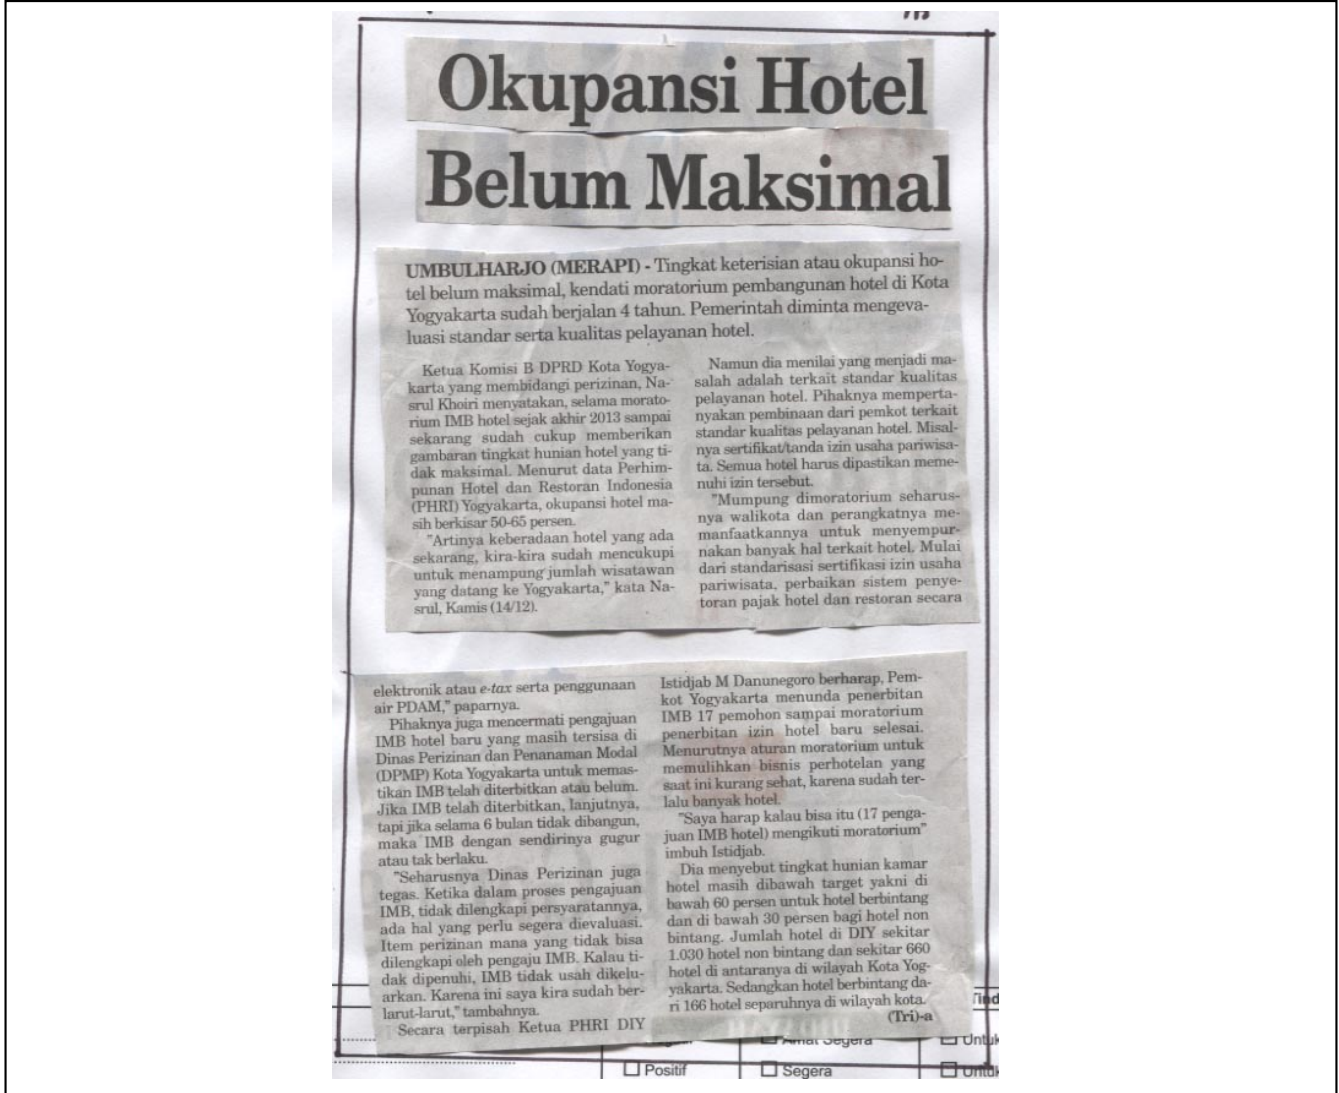 Okupansi Hotel
Belum Maksimal
UMBULHARJO (MERAPI) - Tingkat keterisian atau okupansi ho-
tel belum maksimal, kendati moratorium pembangunan hotel di Kota
Yogyakarta sudah berjalan 4 tahun. Pemerintah diminta mengeva-
luasi standar serta kualitas pelayanan hotel.
Ketua Komisi B DPRD Kota Yogya-
karta yang membidangi perizinan, Na-
srul Khoiri menyatakan, selama morato-
rium IMB hotel sejak akhir 2013 sampai
sekarang sudah cukup memberikan
gambaran tingkat hunian hotel yang ti-
dak maksimal. Menurut data Perhim-
punan Hotel dan Restoran Indonesia
(PHRI) Yogyakarta, okupansi hotel ma-
sih berkisar 50-65 persen.
"Artinya keberadaan hotel yang ada
sekarang, kira-kira sudah mencukupi
untuk menampung jumlah wisatawan
yang datang ke Yogyakarta," kata Na-
srul, Kamis (14/12).
Namun dia menilai yang menjadi ma-
salah adalah terkait standar kualitas
pelayanan hotel. Pihaknya memperta-
nyakan pembinaan dari pemkot terkait
standar kualitas pelayanan hotel. Misal-
nya sertifikat/tanda izin usaha pariwisa-
ta. Semua hotel harus dipastikan meme-
nuhi izin tersebut.
"Mumpung dimoratorium seharus-
nya walikota dan perangkatnya me-
manfaatkannya untuk menyempur-
nakan banyak hal terkait hotel. Mulai
dari standarisasi sertifikasi izin usaha
pariwisata, perbaikan sistem penye-
toran pajak hotel dan restoran secara
elektronik atau e-tax serta penggunaan
air PDAM," paparnya.
Pihaknya juga mencermati pengajuan
IMB hotel baru yang masih tersisa di
Dinas Perizinan dan Penanaman Modal
(DPMP) Kota Yogyakarta untuk memas-
tikan IMB telah diterbitkan atau belum.
Jika IMB telah diterbitkan, lanjutnya,
tapi jika selama 6 bulan tidak dibangun,
maka IMB dengan sendirinya gugur
atau tak berlaku.
"Seharusnya Dinas Perizinan juga
tegas. Ketika dalam proses pengajuan
IMB, tidak dilengkapi persyaratannya,
ada hal yang perlu segera dievaluasi.
Item perizinan mana yang tidak bisa
dilengkapi oleh pengaju IMB. Kalau ti-
dak dipenuhi, IMB tidak usah dikelu-
arkan. Karena ini saya kira sudah ber-
larut-larut," tambahnya.
Secara terpisah Ketua PHRI DIY
Istidjab M Danunegoro berharap, Pem-
kot Yogyakarta menunda penerbitan
IMB 17 pemohon sampai moratorium
penerbitan izin hotel baru selesai.
Menurutnya aturan moratorium untuk
memulihkan bisnis perhotelan yang
saat ini kurang sehat, karena sudah ter-
lalu banyak hotel.
"Saya harap kalau bisa itu (17 penga-
juan IMB hotel) mengikuti moratorium"
imbuh Istidjab.
Dia menyebut tingkat hunian kamar
hotel masih dibawah target yakni di
bawah 60 persen untuk hotel berbintang
dan di bawah 30 persen bagi hotel non
bintang. Jumlah hotel di DIY sekitar
1.030 hotel non bintang dan sekitar 660
hotel di antaranya di wilayah Kota Yog-
yakarta. Sedangkan hotel berbintang da-
ri 166 hotel separuhnya di wilayah kota.
(Tri)-a
Amat Segera
Positif
Segera